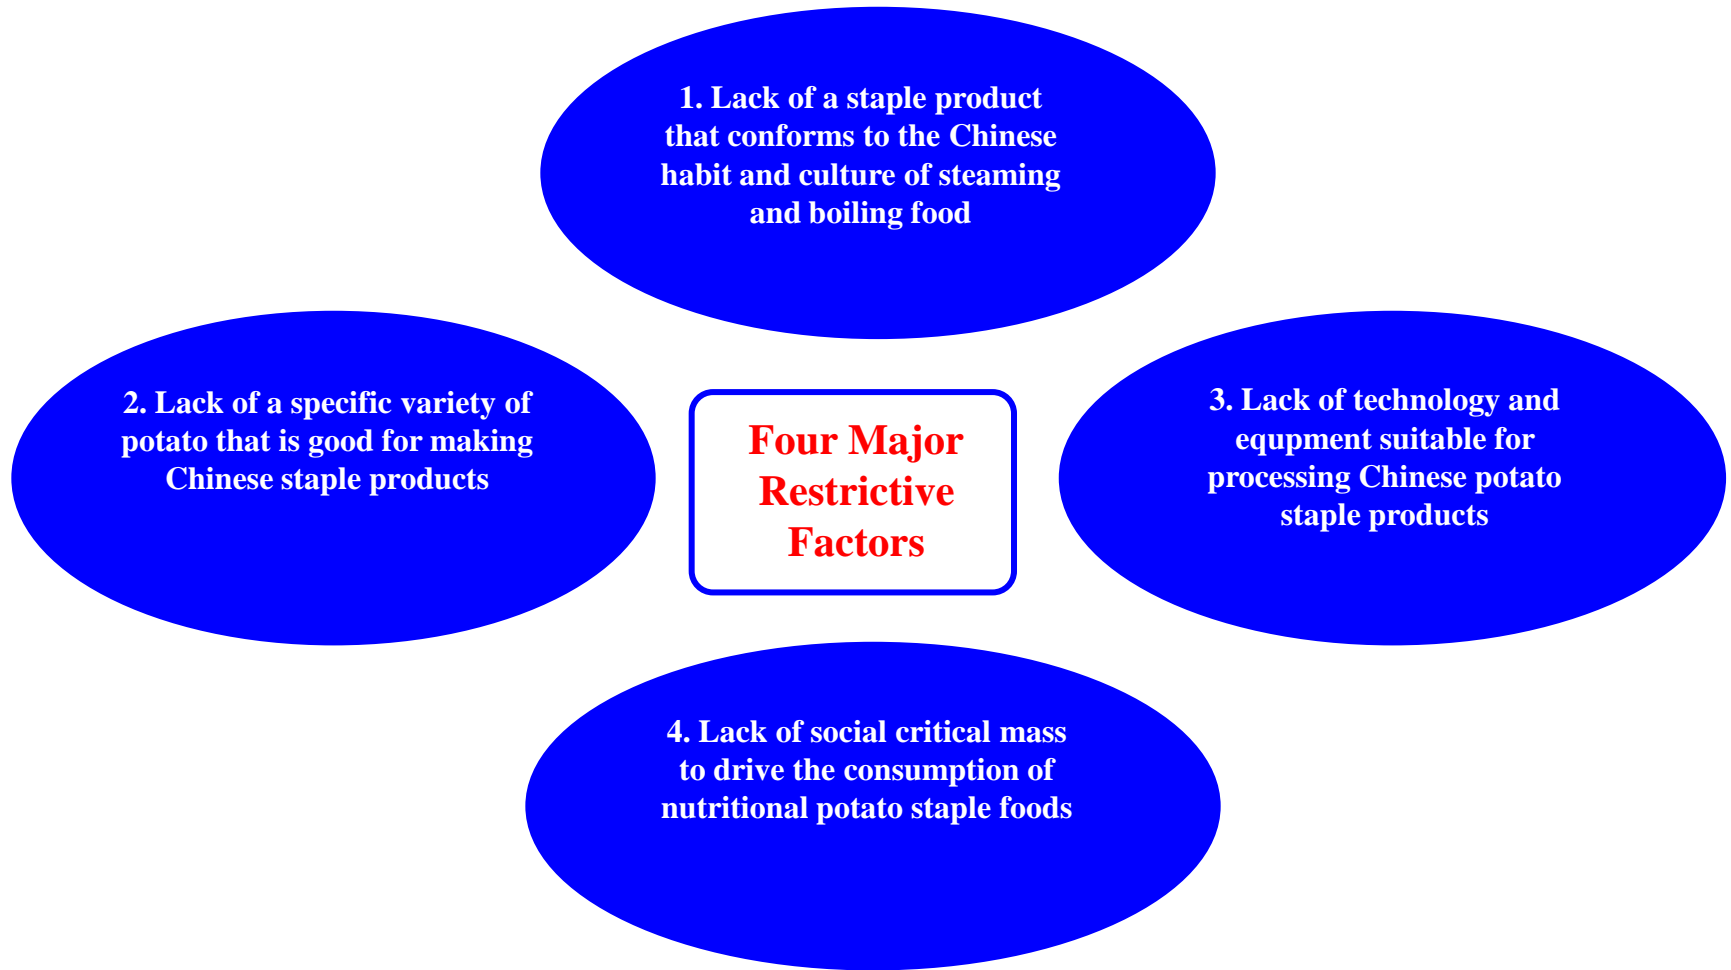 1. Lack of a staple product
that conforms to the Chinese
habit and culture of steaming
and boiling food
2. Lack of a specific variety of
potato that is good for making
Chinese staple products
Four Major
Restrictive
Factors
3. Lack of technology and
equpment suitable for
processing Chinese potato
staple products
4. Lack of social critical mass
to drive the consumption of
nutritional potato staple foods